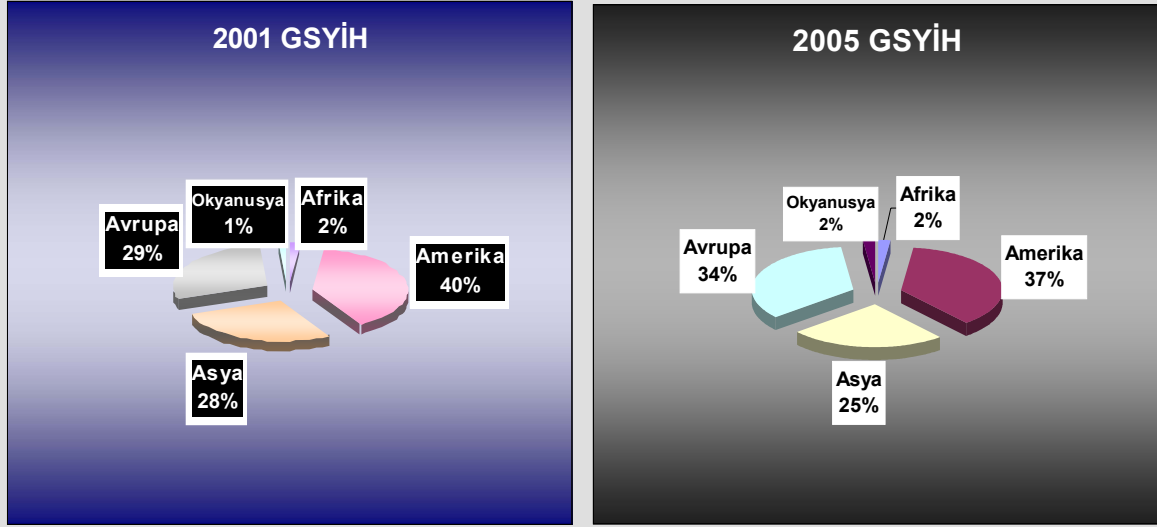 2001 GSYİH
Okyanusya
1%
Afrika
2%
Avrupa
29%
Amerika
40%
Asya
28%
2005 GSYİH
Okyanusya
2%
Afrika
2%
Avrupa
34%
Amerika
37%
Asya
25%